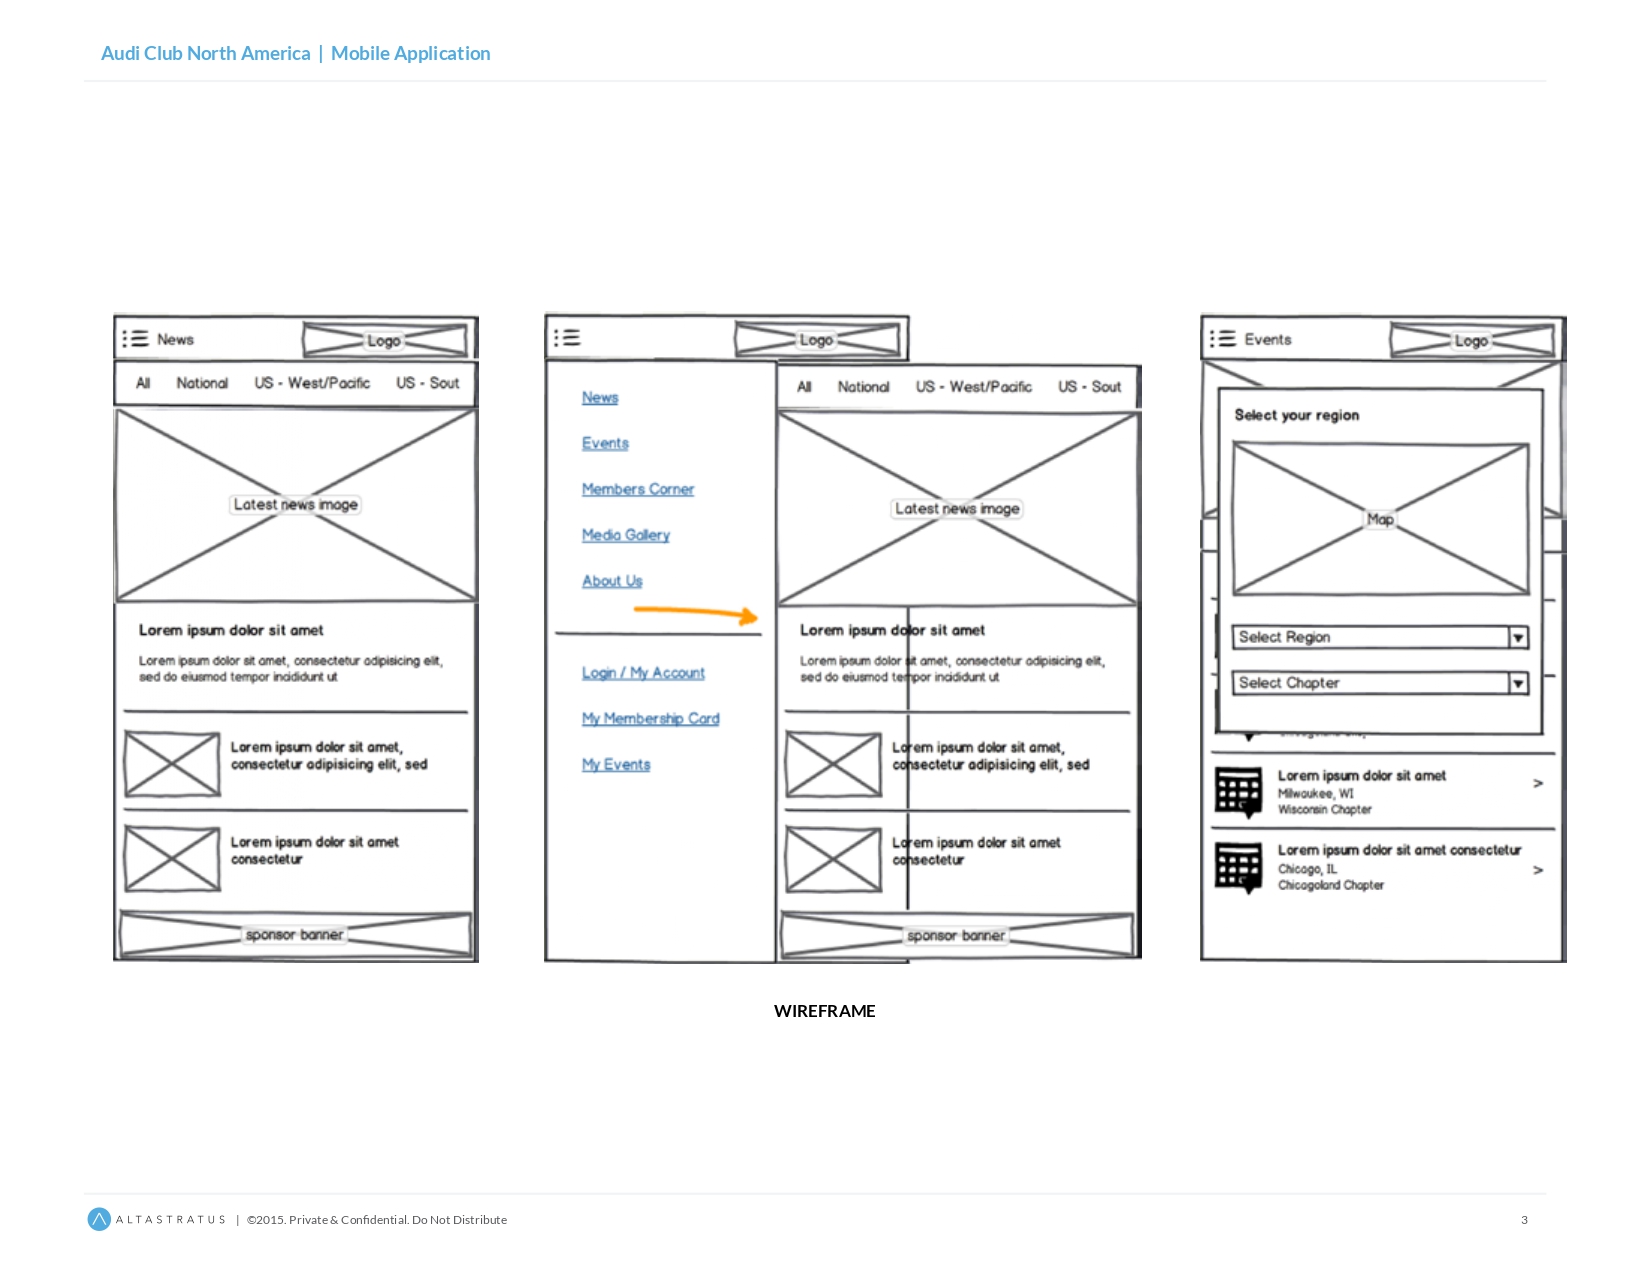 Audi Club North America | Mobile Application
News
Logo
All National US - West/Pacific US - Sout
Latest news image
Lorem ipsum dolor sit amet
Lorem ipsum dolor sit amet, consectetur adipisicing elit,
sed do eiusmod tempor incididunt ut
Lorem ipsum dolor sit amet,
consectetur adipisicing elit, sed
Lorem ipsum dolor sit amet
consectetur
sponsor banner
Logo
News
Events
Members Corner
Media Gallery
About Us
Login / My Account
My Membership Card
My Events
All National US - West/Pacific US - Sout
Latest news image
Lorem ipsum dolor sit amet
Lorem ipsum dolor sit amet, consectetur adipisicing elit,
sed do eiusmod tempor incididunt ut
Lorem ipsum dolor sit amet,
consectetur adipisicing elit, sed
Lorem ipsum dolor sit amet
consectetur
sponsor banner
Events
Logo
Select your region
Map
Select Region
Select Chapter
Lorem ipsum dolor sit amet
Milwaukee, WI
Wisconsin Chapter
>
Lorem ipsum dolor sit amet consectetur
Chicago, IL
Chicagoland Chapter
>
WIREFRAME
ALTASTRATUS | ©2015. Private & Confidential. Do Not Distribute
3